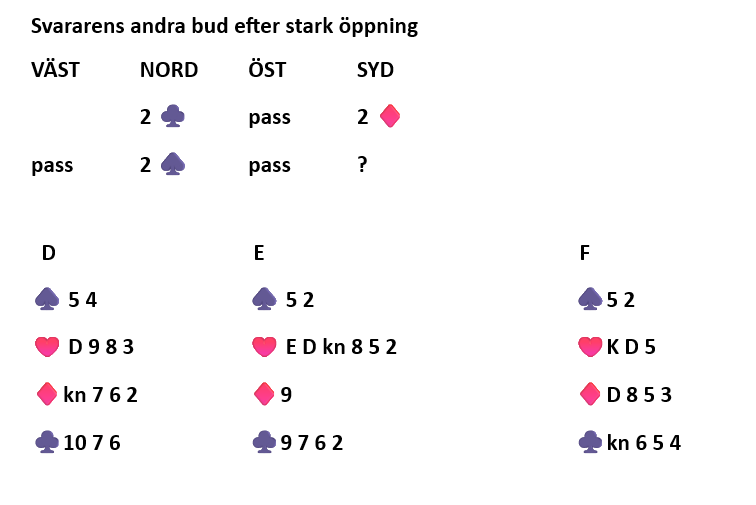 Svararens andra bud efter stark öppning
VÄST NORD ÖST SYD
2 ♣ pass 2 ♦
pass 2 ♠ pass ?
D E F
♠ 5 4 ♠ 5 2 ♠ 5 2
♥ D 9 8 3 ♥ E D kn 8 5 2 ♥ K D 5
♦ kn 7 6 2 ♦ 9 ♦ D 8 5 3
♣ 10 7 6 ♣ 9 7 6 2 ♣ kn 6 5 4